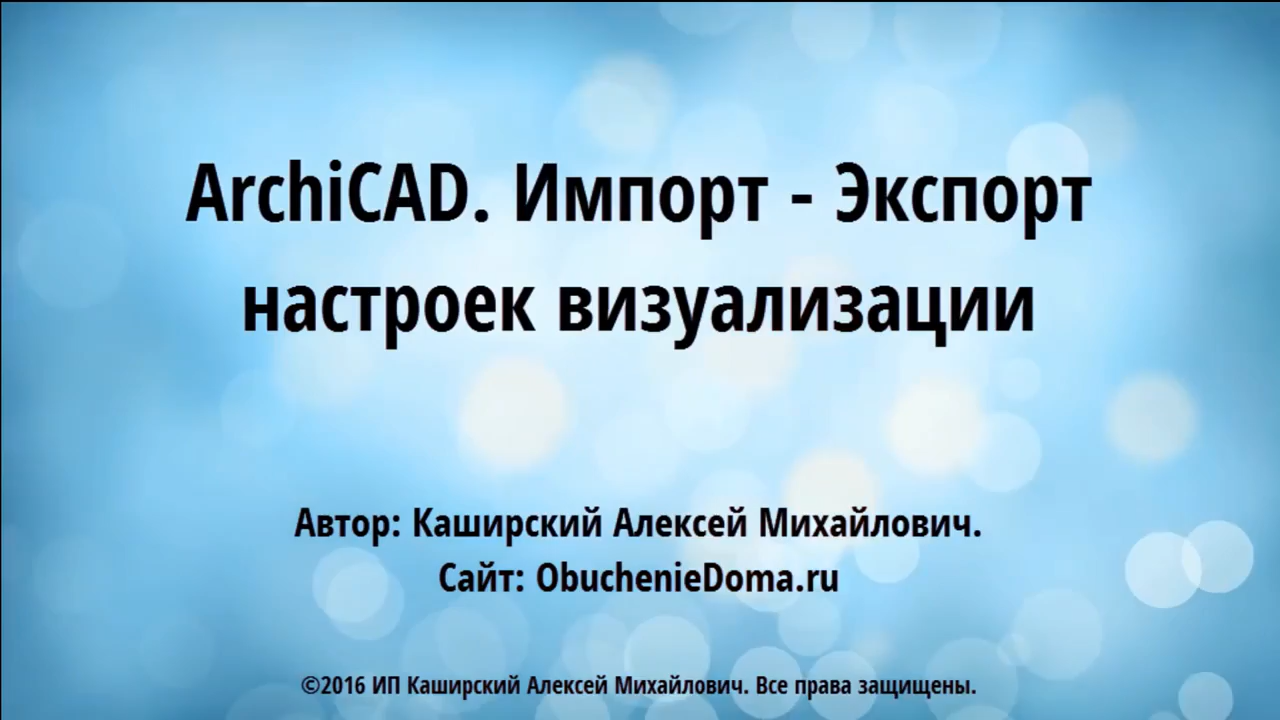 ArchiCAD. Импорт - Экспорт
настроек визуализации
Автор: Каширский Алексей Михайлович.
Сайт: ObuchenieDoma.ru
©2016 ИП Каширский Алексей Михайлович. Все права защищены.